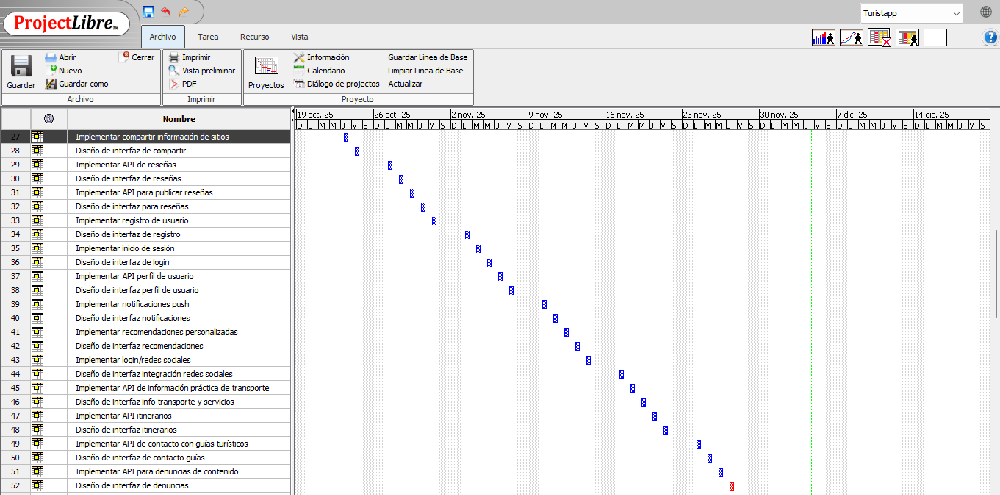 ProjectLibre™
Turistapp
Archivo Tarea Recurso Vista
Guardar
Abrir
Nuevo
Guardar como
Cerrar
Archivo
Imprimir
Vista preliminar
PDF
Imprimir
Proyectos
Información
Calendario
Diálogo de projectos
Guardar Linea de Base
Limpiar Linea de Base
Actualizar
Proyecto
Nombre
19 oct. 25 26 oct. 25 2 nov. 25 9 nov. 25 16 nov. 25 23 nov. 25 30 nov. 25 7 dic. 25 14 dic. 25
D L M M J V S D L M M J V S D L M M J V S D L M M J V S D L M M J V S D L M M J V S D L M M J V S D L M M J V S D L M M J V S
27 Implementar compartir información de sitios
28 Diseño de interfaz de compartir
29 Implementar API de reseñas
30 Diseño de interfaz de reseñas
31 Implementar API para publicar reseñas
32 Diseño de interfaz para reseñas
33 Implementar registro de usuario
34 Diseño de interfaz de registro
35 Implementar inicio de sesión
36 Diseño de interfaz de login
37 Implementar API perfil de usuario
38 Diseño de interfaz perfil de usuario
39 Implementar notificaciones push
40 Diseño de interfaz notificaciones
41 Implementar recomendaciones personalizadas
42 Diseño de interfaz recomendaciones
43 Implementar login/redes sociales
44 Diseño de interfaz integración redes sociales
45 Implementar API de información práctica de transporte
46 Diseño de interfaz info transporte y servicios
47 Implementar API itinerarios
48 Diseño de interfaz itinerarios
49 Implementar API de contacto con guías turísticos
50 Diseño de interfaz de contacto guías
51 Implementar API para denuncias de contenido
52 Diseño de interfaz de denuncias